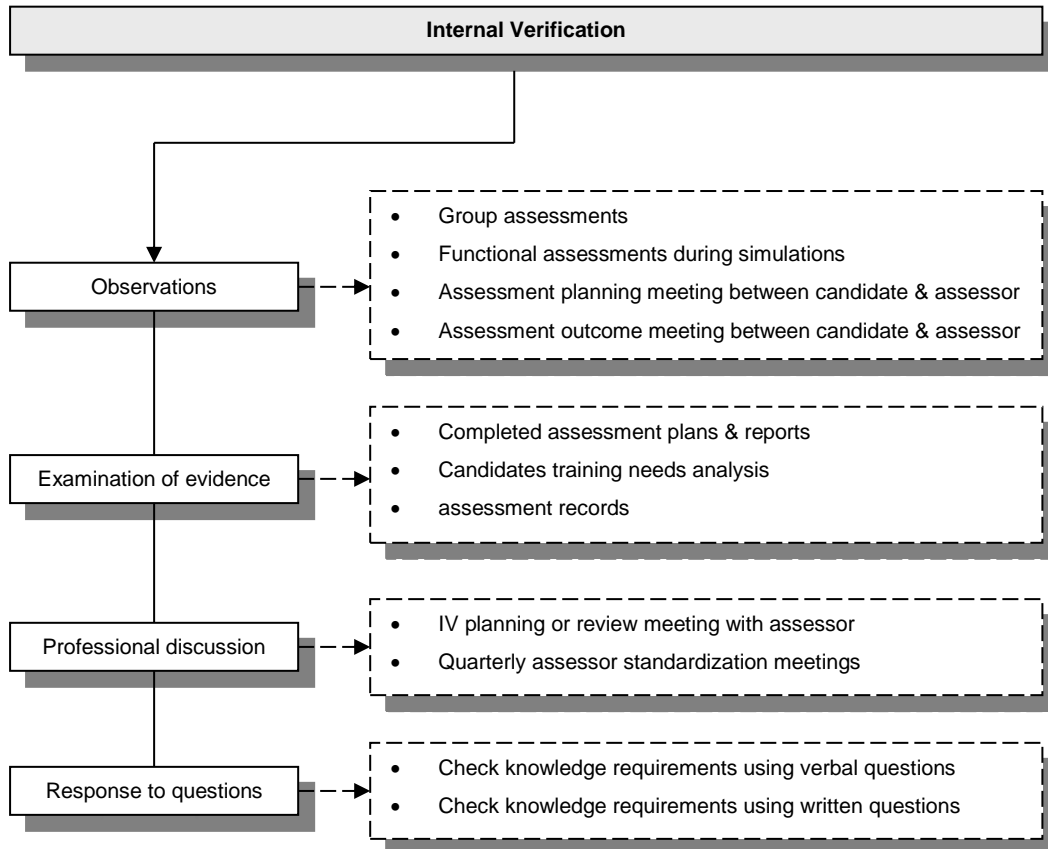 Internal Verification
Observations
• Group assessments
• Functional assessments during simulations
• Assessment planning meeting between candidate & assessor
• Assessment outcome meeting between candidate & assessor
Examination of evidence
• Completed assessment plans & reports
• Candidates training needs analysis
• assessment records
Professional discussion
• IV planning or review meeting with assessor
• Quarterly assessor standardization meetings
Response to questions
• Check knowledge requirements using verbal questions
• Check knowledge requirements using written questions